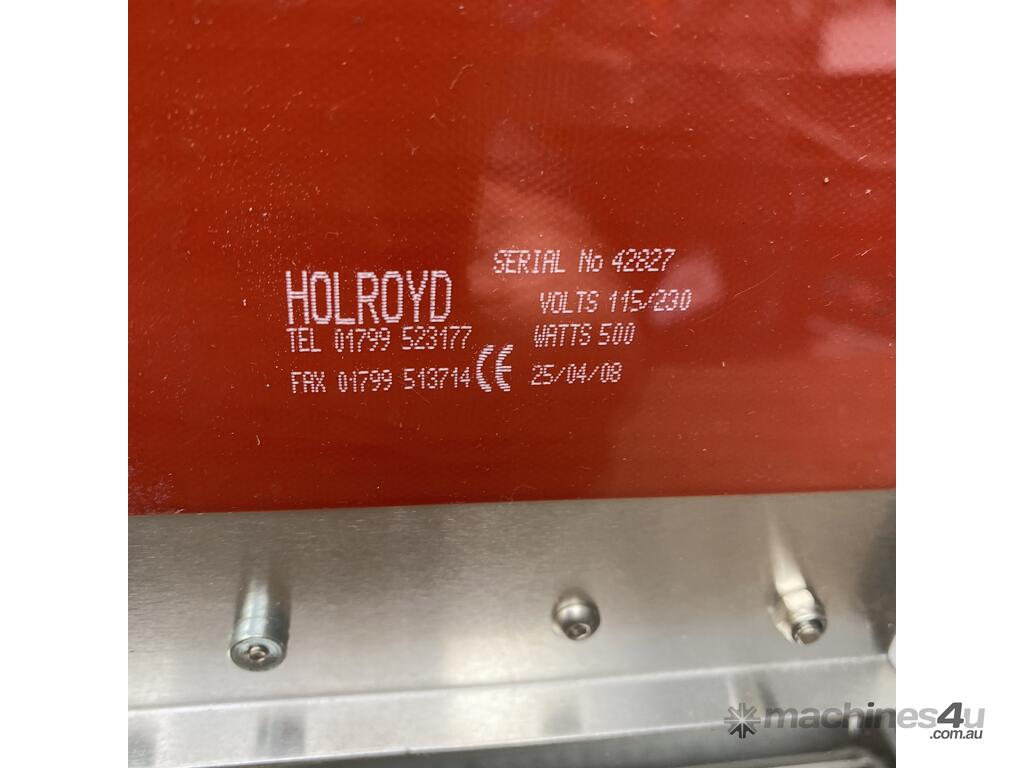 HOLROYD
TEL 01799 523177
FAX 01799 513714 CE
SERIAL No 42827
VOLTS 115/230
WATTS 500
25/04/08
machines4u
.com.au